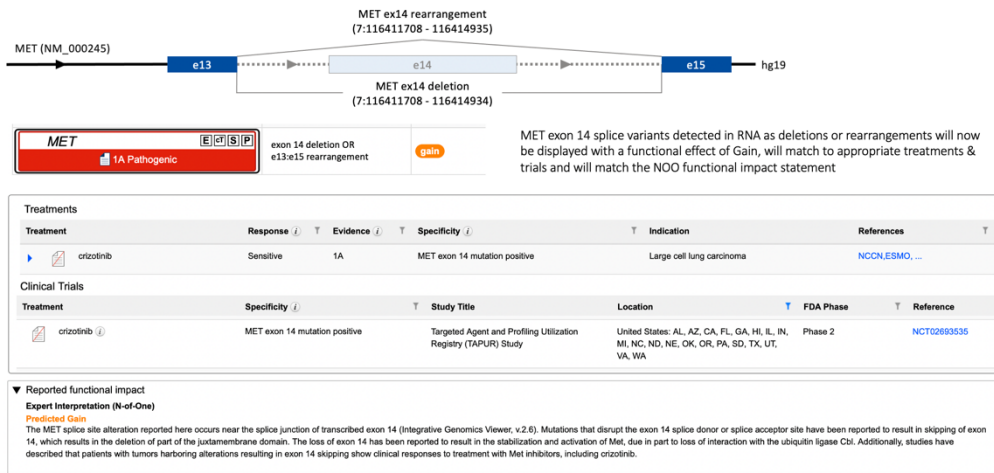 MET ex14 rearrangement
(7:116411708 - 116414935)
MET (NM_000245)
e13
e14
e15
hg19
MET ex14 deletion
(7:116411708 - 116414934)
MET
E cT S P
1A Pathogenic
exon 14 deletion OR
e13:e15 rearrangement
gain
MET exon 14 splice variants detected in RNA as deletions or rearrangements will now
be displayed with a functional effect of Gain, will match to appropriate treatments &
trials and will match the NOO functional impact statement
Treatments
Treatment Response i Evidence i Specificity i Indication References
crizotinib Sensitive 1A MET exon 14 mutation positive Large cell lung carcinoma NCCN,ESMO, ...
Clinical Trials
Treatment Specificity i Study Title Location FDA Phase Reference
crizotinib i MET exon 14 mutation positive Targeted Agent and Profiling Utilization United States: AL, AZ, CA, FL, GA, HI, IL, IN, Phase 2 NCT02693535
Registry (TAPUR) Study MI, NC, ND, NE, OK, OR, PA, SD, TX, UT,
VA, WA
Reported functional impact
Expert Interpretation (N-of-One)
Predicted Gain
The MET splice site alteration reported here occurs near the splice junction of transcribed exon 14 (Integrative Genomics Viewer, v.2.6). Mutations that disrupt the exon 14 splice donor or splice acceptor site have been reported to result in skipping of exon
14, which results in the deletion of part of the juxtamembrane domain. The loss of exon 14 has been reported to result in the stabilization and activation of Met, due in part to loss of interaction with the ubiquitin ligase Cbl. Additionally, studies have
described that patients with tumors harboring alterations resulting in exon 14 skipping show clinical responses to treatment with Met inhibitors, including crizotinib.